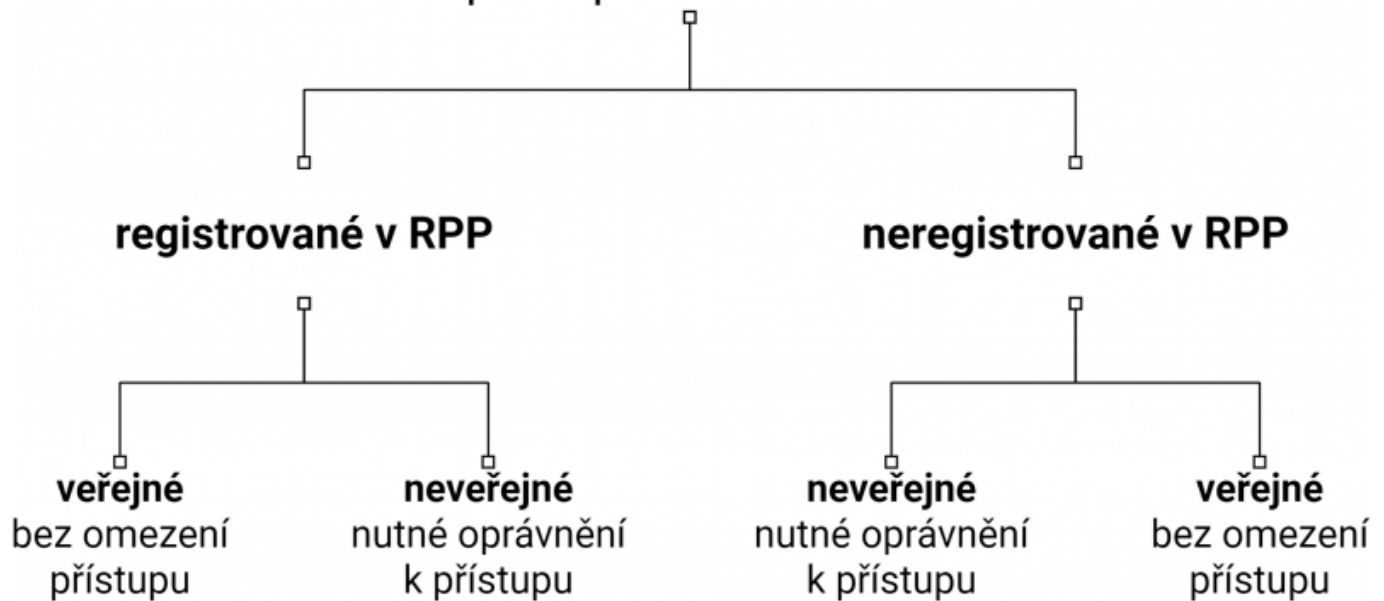 registrované v RPP
neregistrované v RPP
veřejné
bez omezení
přístupu
neveřejné
nutné oprávnění
k přístupu
neveřejné
nutné oprávnění
k přístupu
veřejné
bez omezení
přístupu